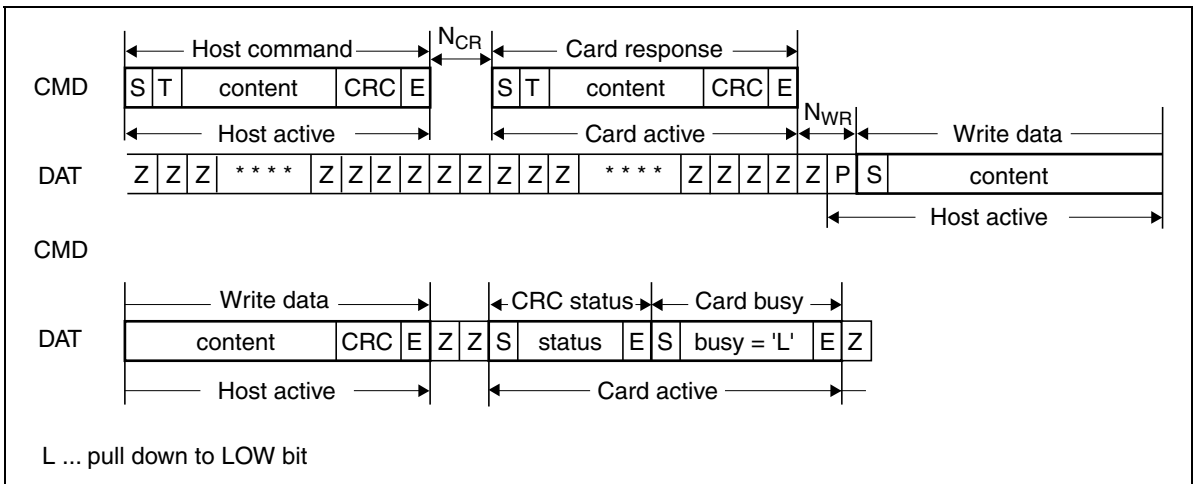 Host command N_CR Card response
CMD S T content CRC E S T content CRC E
Host active Card active N_WR Write data
DAT Z Z Z * * * * Z Z Z Z Z Z Z Z Z * * * * Z Z Z Z Z P S content
Host active
CMD
Write data CRC status Card busy
DAT content CRC E Z Z S status E S busy = 'L' E Z
Host active Card active
L ... pull down to LOW bit